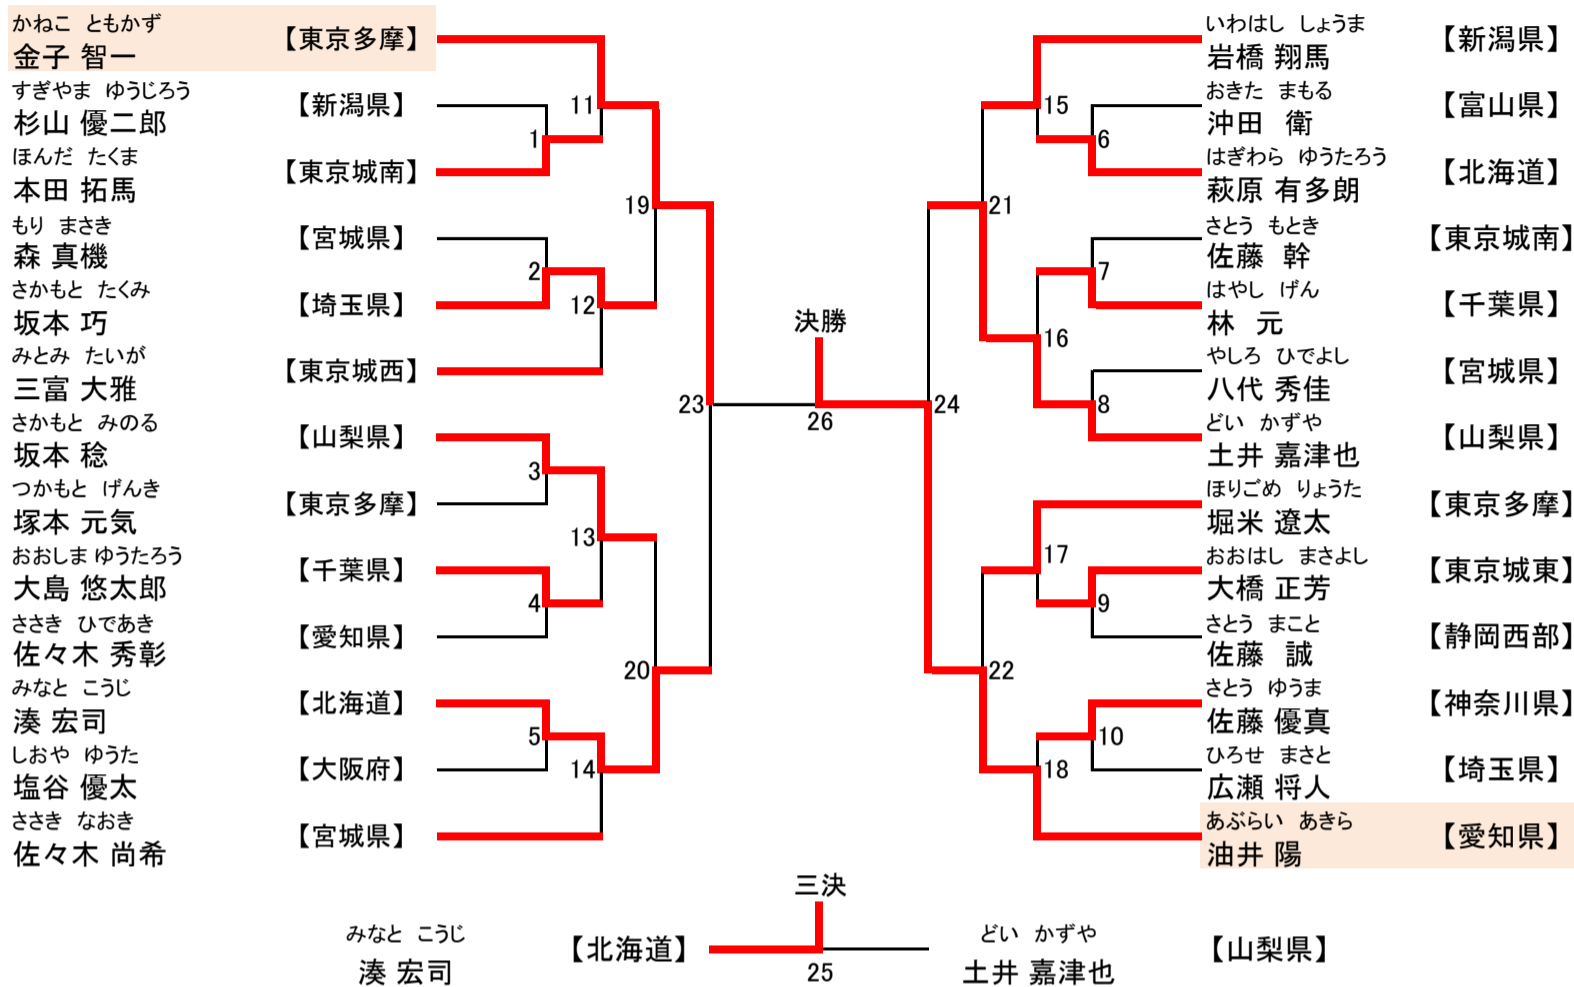 かねこ ともかず
金子 智一 【東京多摩】
すぎやま ゆうじろう
杉山 優二郎 【新潟県】
ほんだ たくま
本田 拓馬 【東京城南】
もり まさき
森 真機 【宮城県】
さかもと たくみ
坂本 巧 【埼玉県】
みとみ たいが
三富 大雅 【東京城西】
さかもと みのる
坂本 稔 【山梨県】
つかもと げんき
塚本 元気 【東京多摩】
おおしま ゆうたろう
大島 悠太郎 【千葉県】
ささき ひであき
佐々木 秀彰 【愛知県】
みなと こうじ
湊 宏司 【北海道】
しおや ゆうた
塩谷 優太 【大阪府】
ささき なおき
佐々木 尚希 【宮城県】
1
2
3
4
5
11
12
13
14
19
20
23
決勝
26
24
21
22
15
16
17
18
6
7
8
9
10
いわはし しょうま
岩橋 翔馬 【新潟県】
おきた まもる
沖田 衛 【富山県】
はぎわら ゆうたろう
萩原 有多朗 【北海道】
さとう もとき
佐藤 幹 【東京城南】
はやし げん
林 元 【千葉県】
やしろ ひでよし
八代 秀佳 【宮城県】
どい かずや
土井 嘉津也 【山梨県】
ほりごめ りょうた
堀米 遼太 【東京多摩】
おおはし まさよし
大橋 正芳 【東京城東】
さとう まこと
佐藤 誠 【静岡西部】
さとう ゆうま
佐藤 優真 【神奈川県】
ひろせ まさと
広瀬 将人 【埼玉県】
あぶらい あきら
油井 陽 【愛知県】
三決
みなと こうじ
湊 宏司 【北海道】
25
どい かずや
土井 嘉津也 【山梨県】